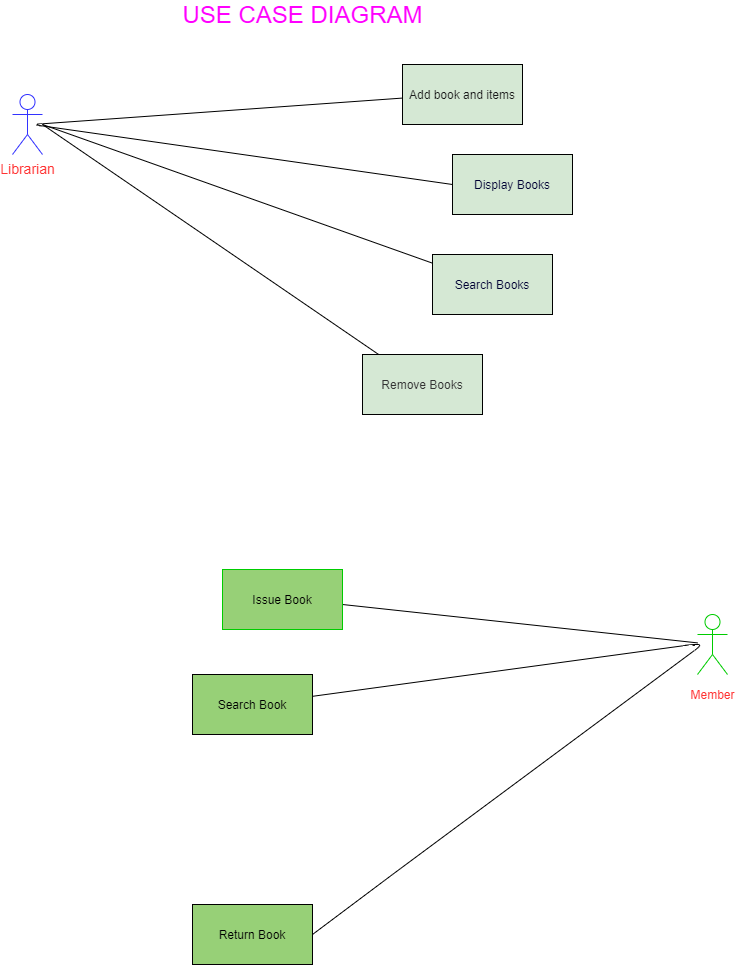 USE CASE DIAGRAM
Add book and items
Librarian
Display Books
Search Books
Remove Books
Issue Book
Member
Search Book
Return Book